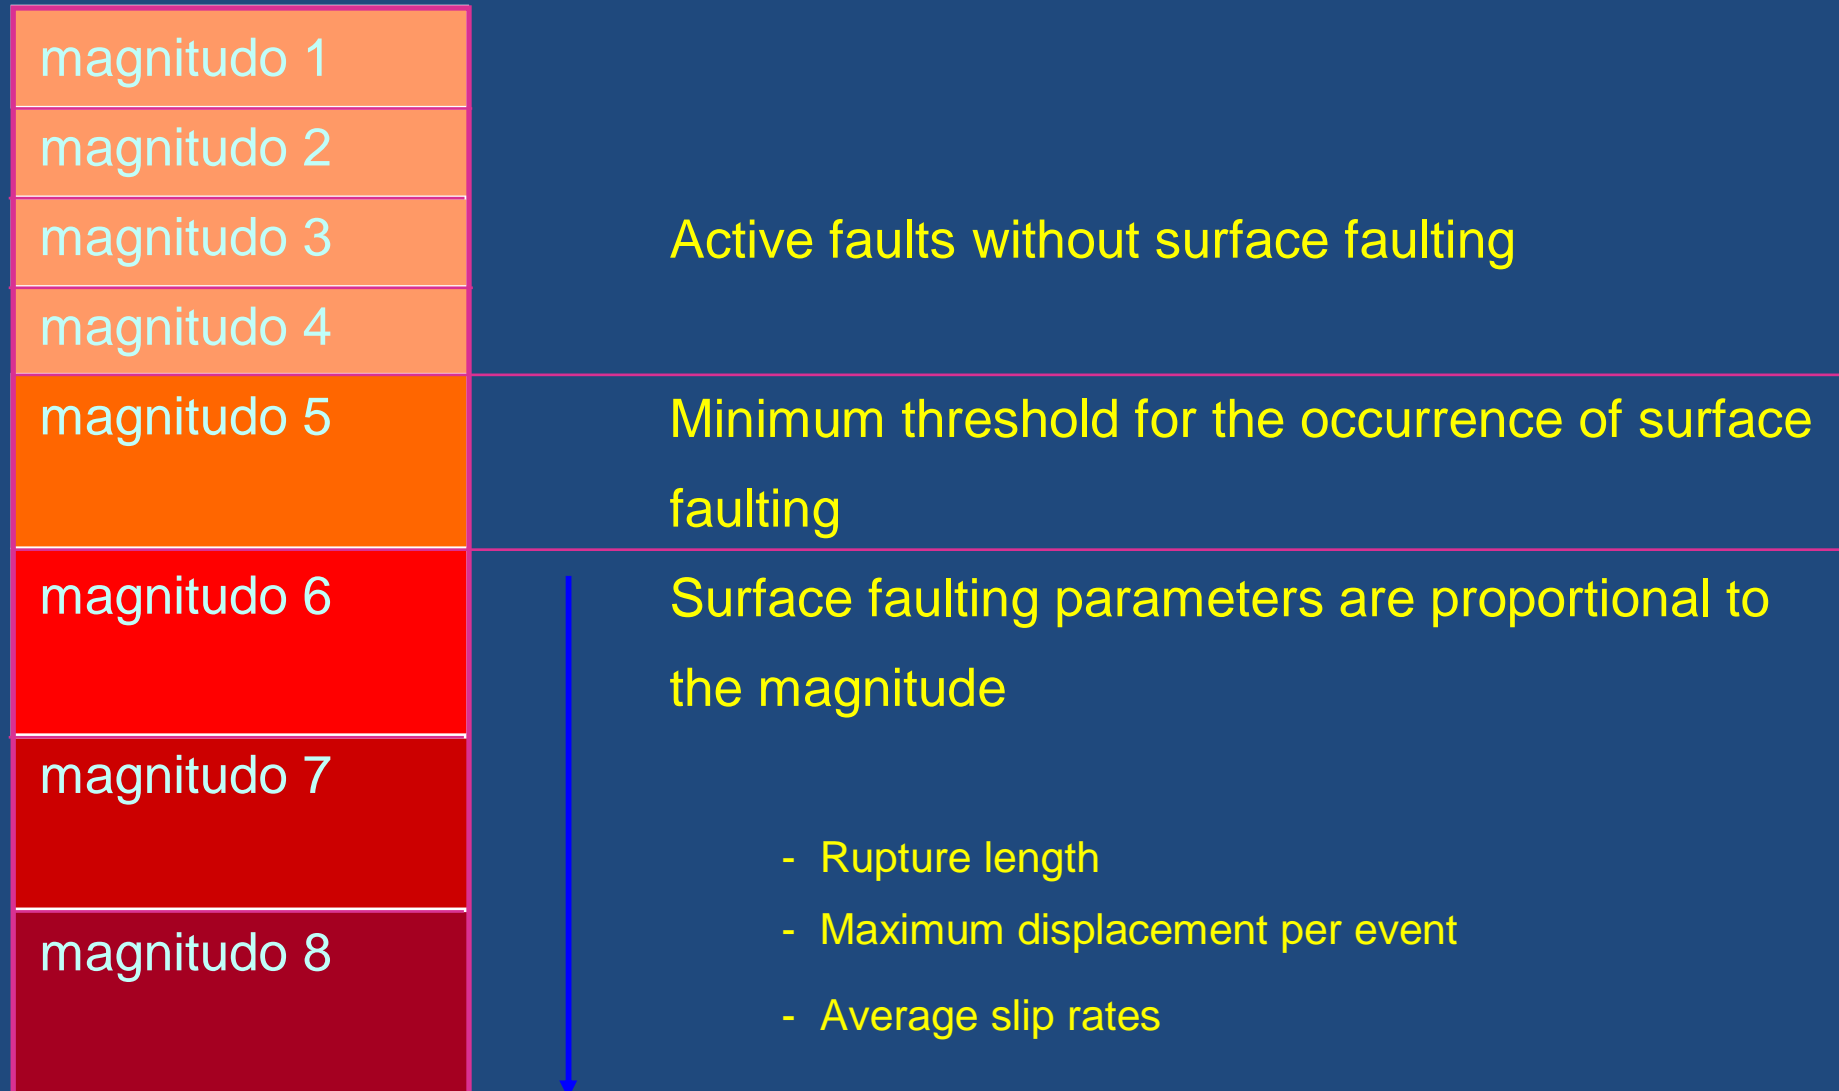 magnitudo 1
magnitudo 2
magnitudo 3
Active faults without surface faulting
magnitudo 4
magnitudo 5
Minimum threshold for the occurrence of surface
faulting
magnitudo 6
Surface faulting parameters are proportional to
the magnitude
magnitudo 7
- Rupture length
- Maximum displacement per event
magnitudo 8
- Average slip rates